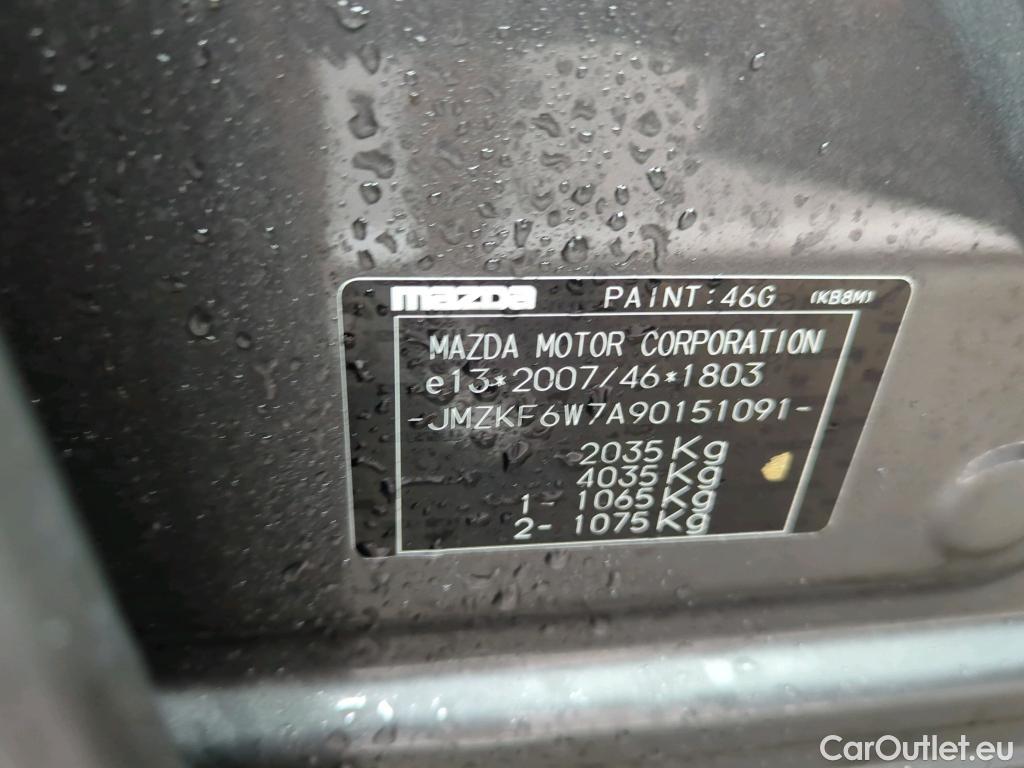 mazda PAINT:46G (KB8M)
MAZDA MOTOR CORPORATION
e13*2007/46*1803
-JMZKF6W7A90151091-
2035 Kg
4035 Kg
1- 1065 Kg
2- 1075 Kg
CarOutlet.eu